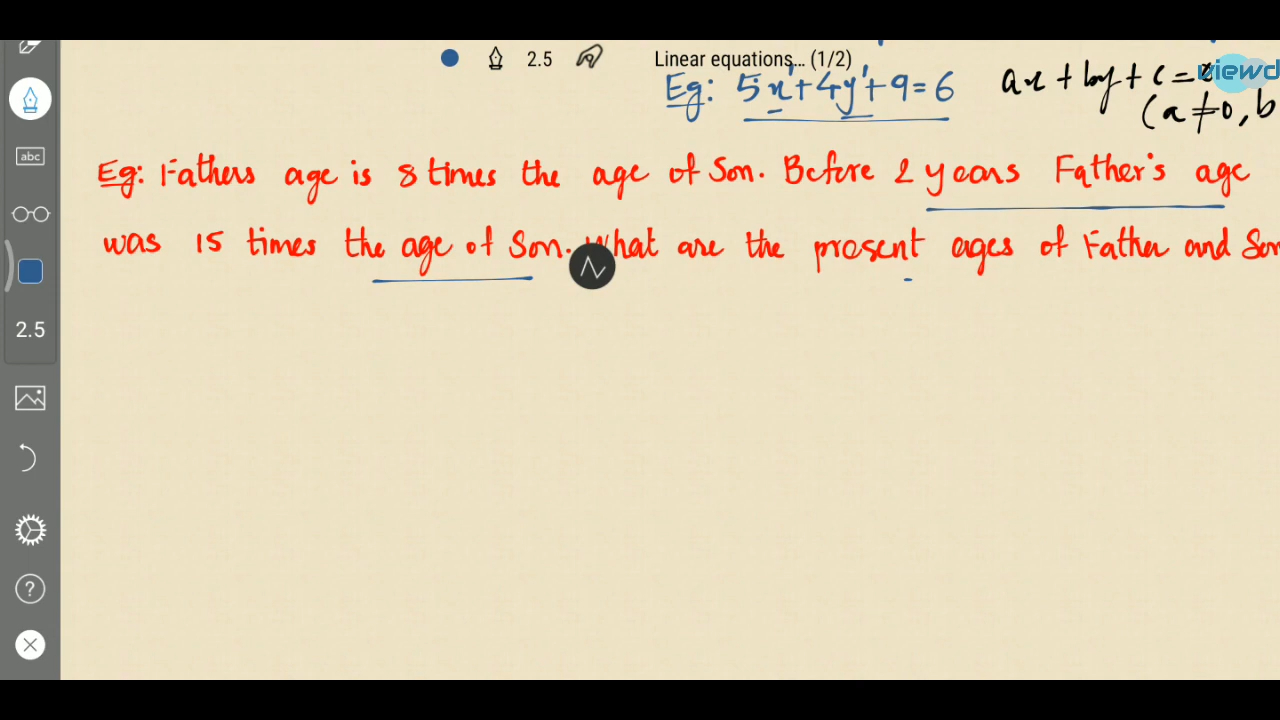 2.5 Linear equations... (1/2)
viewd
Eg: 5x'+4y'+9=6
ax + by + c =
(a ≠ 0, b
abc
Eg: Fathers age is 8 times the age of Son. Before 2 years Father's age
was 15 times the age of Son. What are the present ages of Father and Son
2.5